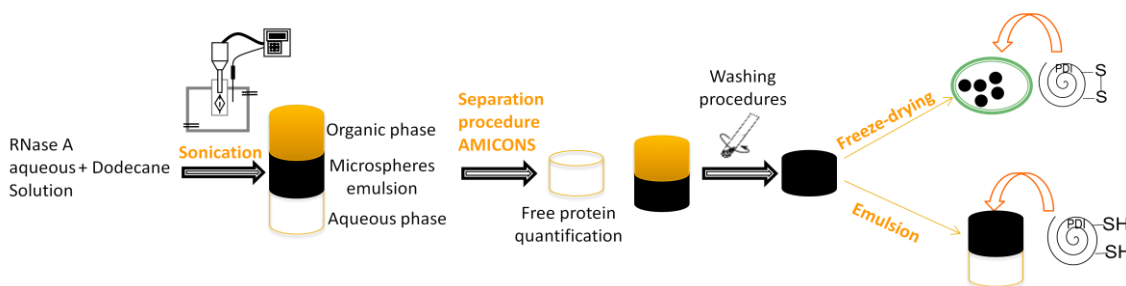 RNase A
aqueous + Dodecane
Solution
Sonication
Organic phase
Microspheres
emulsion
Aqueous phase
Separation
procedure
AMICONS
Free protein
quantification
Washing
procedures
Freeze-drying
Emulsion
PDI
S
S
PDI
SH
SH